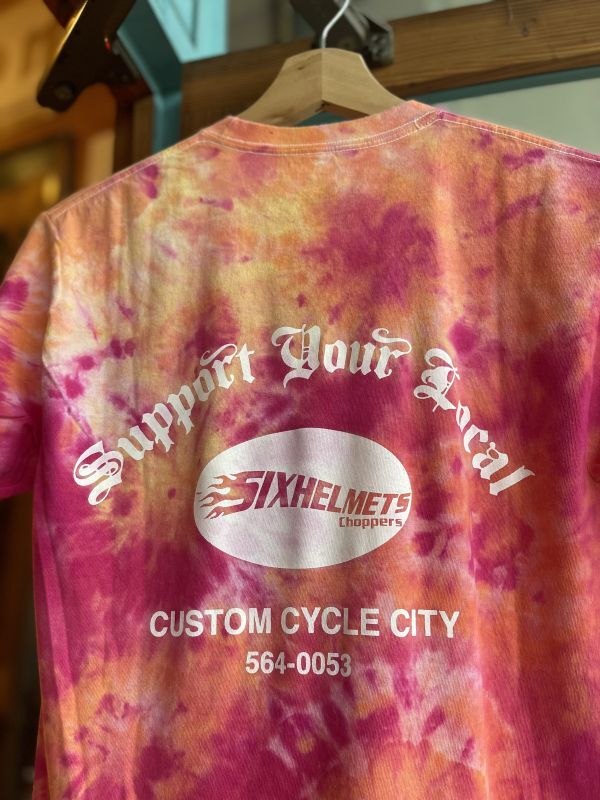 Support Your Local
SIXHELMETS
Choppers
CUSTOM CYCLE CITY
564-0053